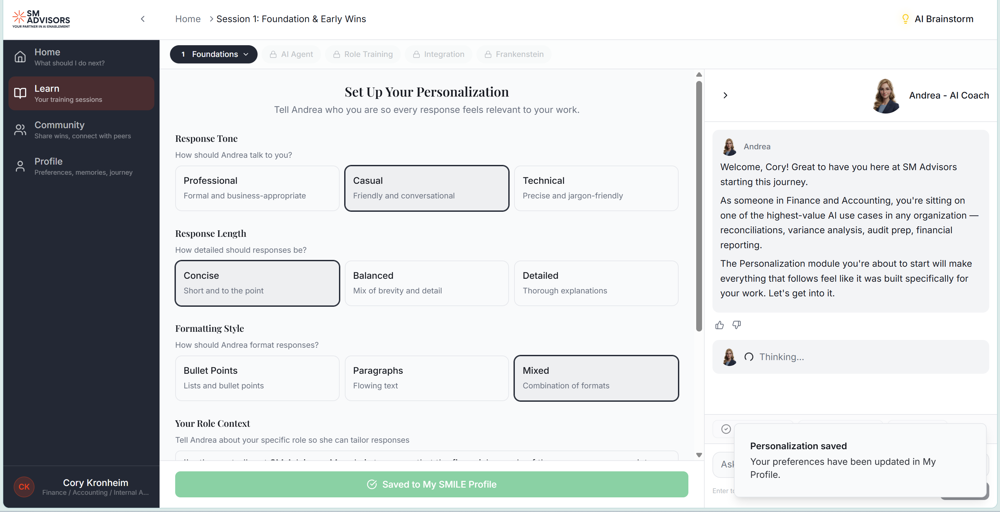 SM
ADVISORS
YOUR PARTNER IN AI ENABLEMENT
Home
What should I do next?
Learn
Your training sessions
Community
Share wins, connect with peers
Profile
Preferences, memories, journey
CK
Cory Kronheim
Finance / Accounting / Internal A...
Home > Session 1: Foundation & Early Wins
AI Brainstorm
1 Foundations
AI Agent
Role Training
Integration
Frankenstein
Set Up Your Personalization
Tell Andrea who you are so every response feels relevant to your work.
Response Tone
How should Andrea talk to you?
Professional
Formal and business-appropriate
Casual
Friendly and conversational
Technical
Precise and jargon-friendly
Response Length
How detailed should responses be?
Concise
Short and to the point
Balanced
Mix of brevity and detail
Detailed
Thorough explanations
Formatting Style
How should Andrea format responses?
Bullet Points
Lists and bullet points
Paragraphs
Flowing text
Mixed
Combination of formats
Your Role Context
Tell Andrea about your specific role so she can tailor responses
Saved to My SMILE Profile
Andrea - AI Coach
Andrea
Welcome, Cory! Great to have you here at SM Advisors
starting this journey.
As someone in Finance and Accounting, you're sitting on
one of the highest-value AI use cases in any organization —
reconciliations, variance analysis, audit prep, financial
reporting.
The Personalization module you're about to start will make
everything that follows feel like it was built specifically for
your work. Let's get into it.
Thinking...
Personalization saved
Your preferences have been updated in My
Profile.
Enter